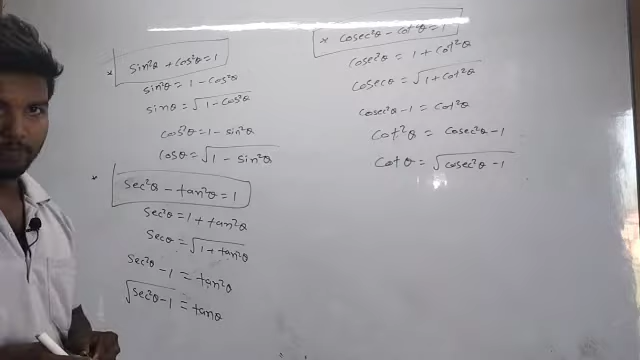 * sin²θ + cos²θ = 1
sin²θ = 1 - cos²θ
sinθ = √1 - cos²θ
cos²θ = 1 - sin²θ
cosθ = √1 - sin²θ
* sec²θ - tan²θ = 1
sec²θ = 1 + tan²θ
secθ = √1 + tan²θ
sec²θ - 1 = tan²θ
√sec²θ - 1 = tanθ
* cosec²θ - cot²θ = 1
cosec²θ = 1 + cot²θ
cosecθ = √1 + cot²θ
cosec²θ - 1 = cot²θ
cot²θ = cosec²θ - 1
cot θ = √cosec²θ - 1